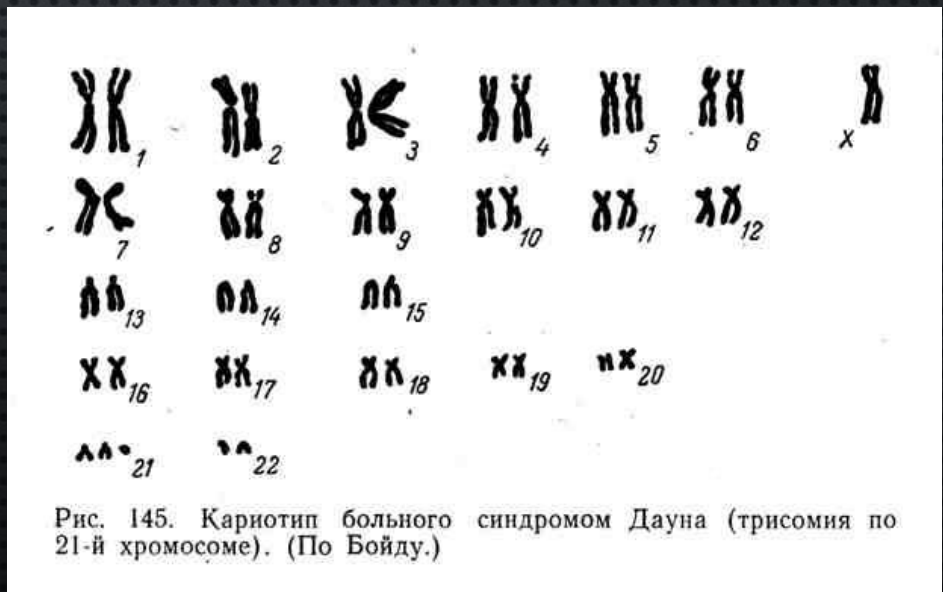 1 2 3 4 5 6 X
7 8 9 10 11 12
13 14 15
16 17 18 19 20
21 22
Рис. 145. Кариотип больного синдромом Дауна (трисомия по
21-й хромосоме). (По Бойду.)